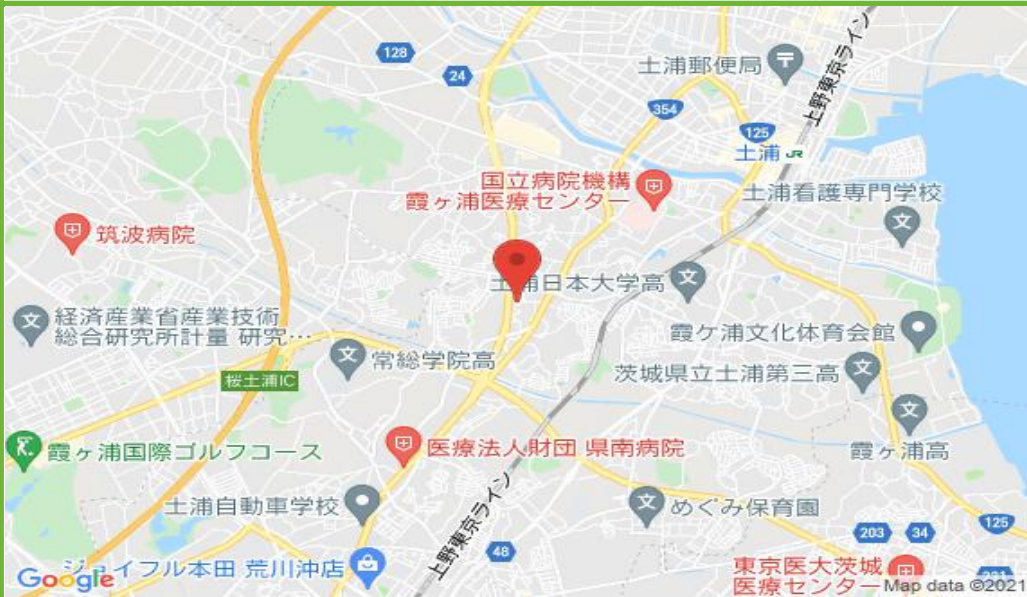 128
24
土浦郵便局
上野東京ライン
354
125
土浦 JR
国立病院機構
霞ヶ浦医療センター
土浦看護専門学校
筑波病院
土浦日本大学高
経済産業省産業技術
総合研究所計量 研究…
霞ケ浦文化体育会館
常総学院高
茨城県立土浦第三高
桜土浦IC
霞ヶ浦国際ゴルフコース
医療法人財団 県南病院
霞ヶ浦高
土浦自動車学校
めぐみ保育園
上野東京ライン
203
34
125
48
ジョイフル本田 荒川沖店
東京医大茨城
医療センター
Google
Map data ©2021